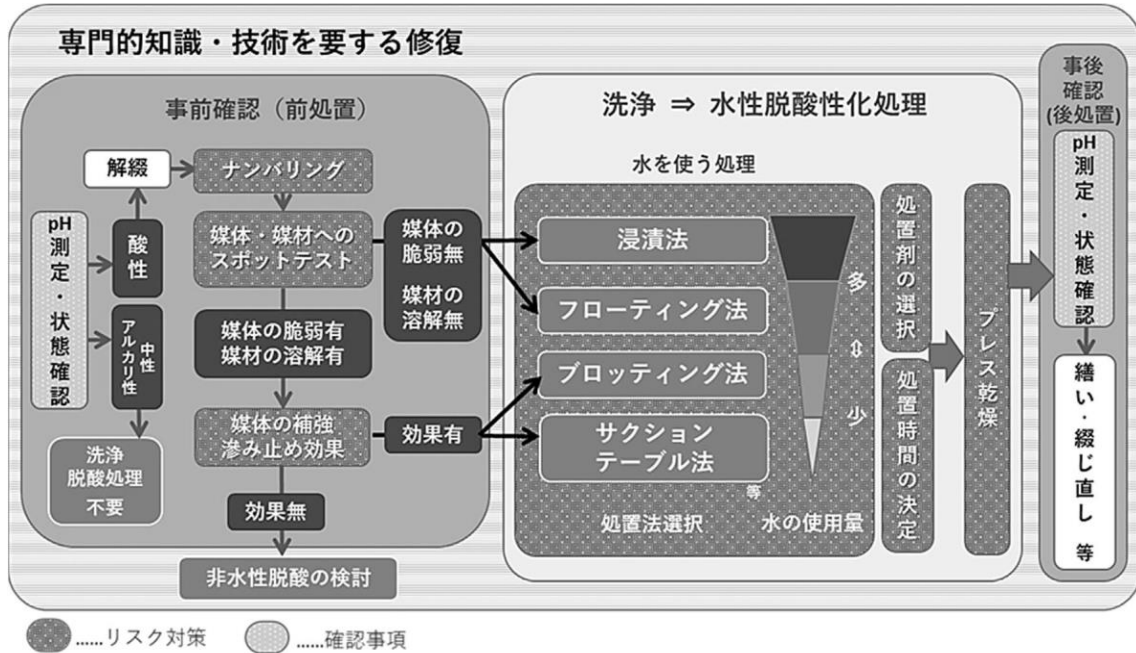 専門的知識・技術を要する修復
事前確認（前処置）
解綴
ナンバリング
pH測定・状態確認
酸性
中性
アルカリ性
洗浄
脱酸処理
不要
媒体・媒材への
スポットテスト
媒体の
脆弱無
媒材の
溶解無
媒体の脆弱有
媒材の溶解有
媒体の補強
滲み止め効果
効果有
効果無
非水性脱酸の検討
洗浄 ⇒ 水性脱酸性化処理
水を使う処理
浸漬法
フローティング法
ブロッティング法
サクション
テーブル法
等
処置法選択
多
⇕
少
水の使用量
処置剤の選択
処置時間の決定
プレス乾燥
事後
確認
(後処置)
pH測定・状態確認
繕い・綴じ直し 等
……リスク対策
……確認事項